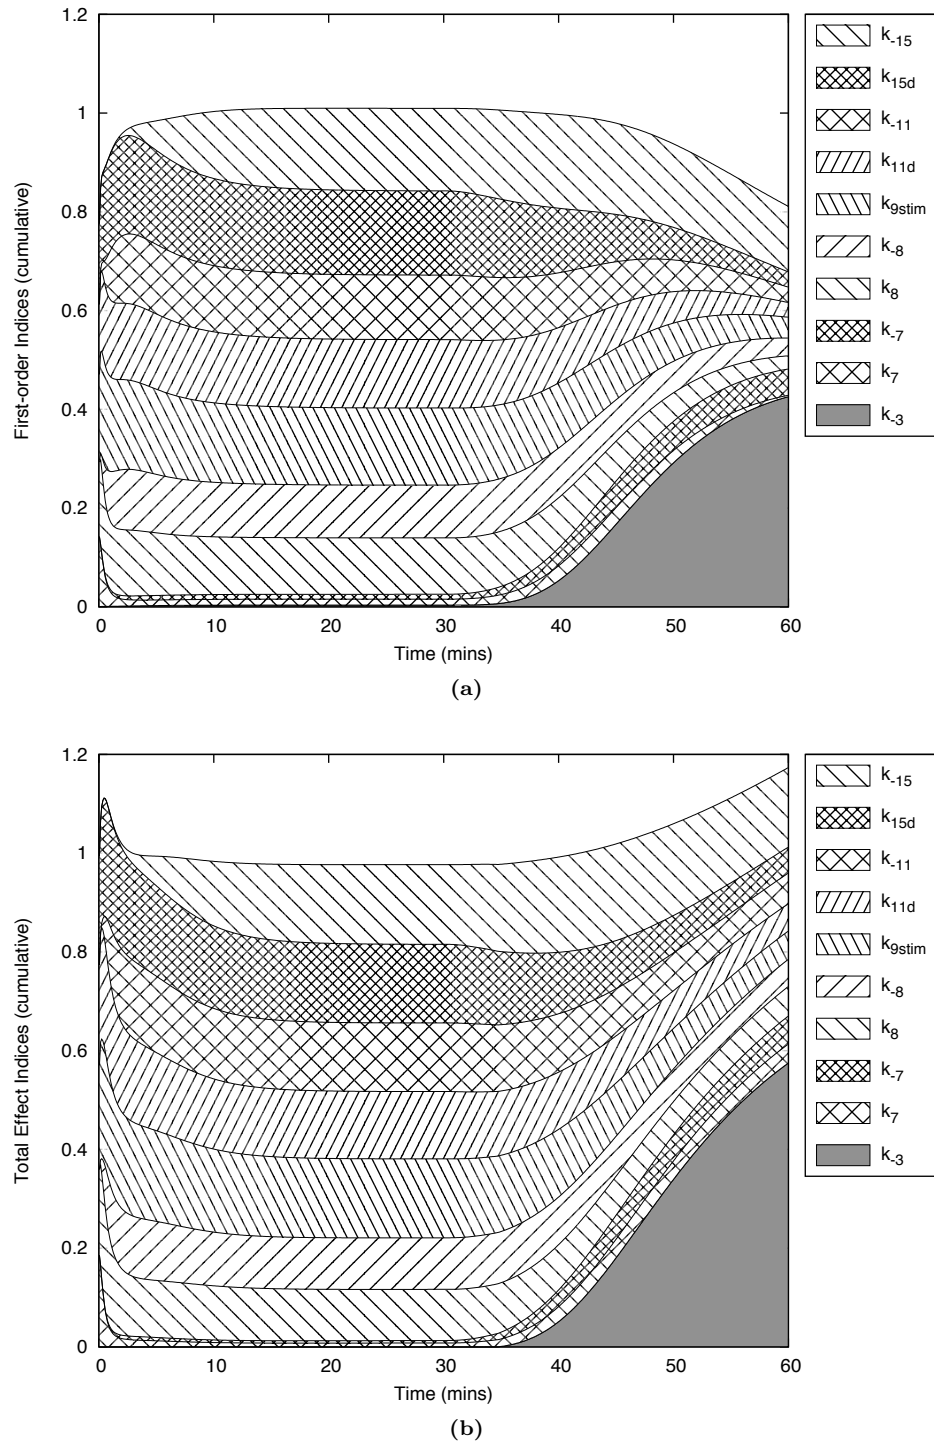 1.2
1
0.8
0.6
0.4
0.2
0
First-order Indices (cumulative)
0 10 20 30 40 50 60
Time (mins)
k-15
k15d
k-11
k11d
k9stim
k-8
k8
k-7
k7
k-3
(a)
1.2
1
0.8
0.6
0.4
0.2
0
Total Effect Indices (cumulative)
0 10 20 30 40 50 60
Time (mins)
k-15
k15d
k-11
k11d
k9stim
k-8
k8
k-7
k7
k-3
(b)